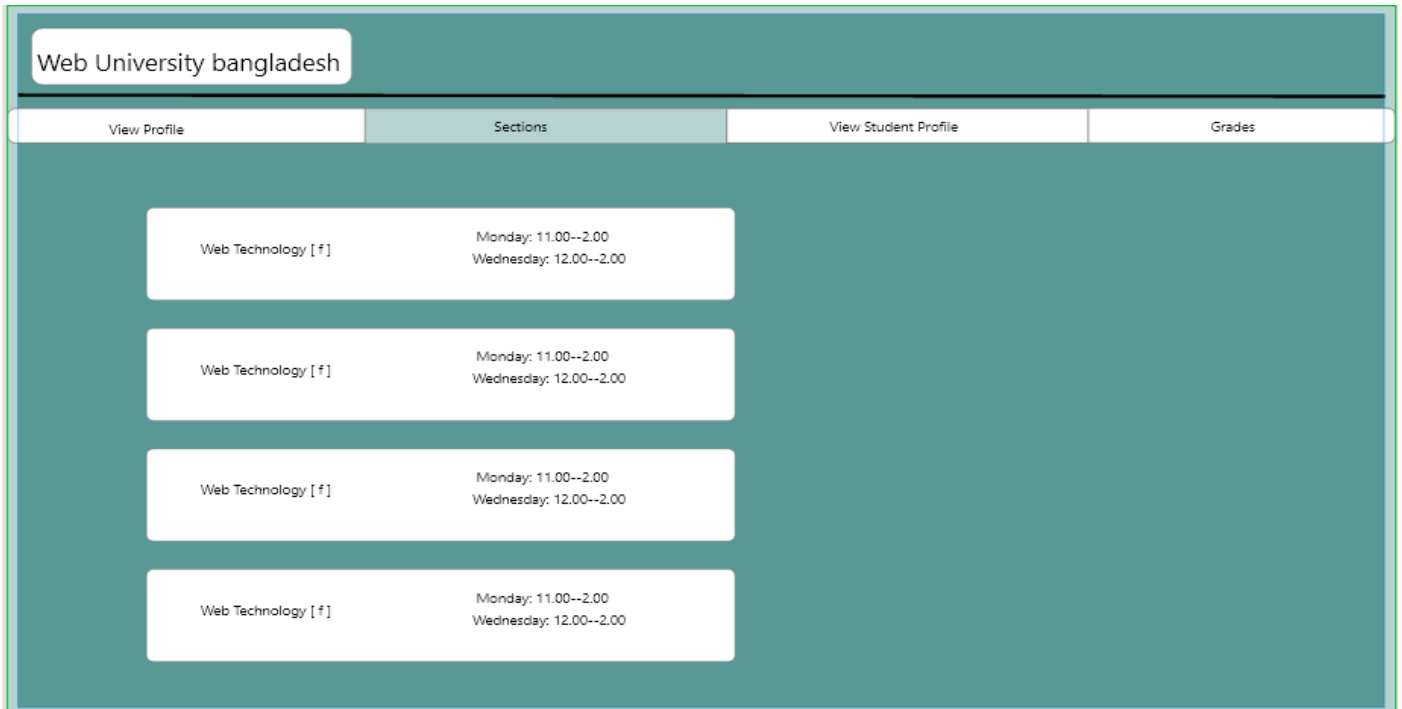 Web University bangladesh
View Profile
Sections
View Student Profile
Grades
Web Technology [ f ]
Monday: 11.00--2.00
Wednesday: 12.00--2.00
Web Technology [ f ]
Monday: 11.00--2.00
Wednesday: 12.00--2.00
Web Technology [ f ]
Monday: 11.00--2.00
Wednesday: 12.00--2.00
Web Technology [ f ]
Monday: 11.00--2.00
Wednesday: 12.00--2.00